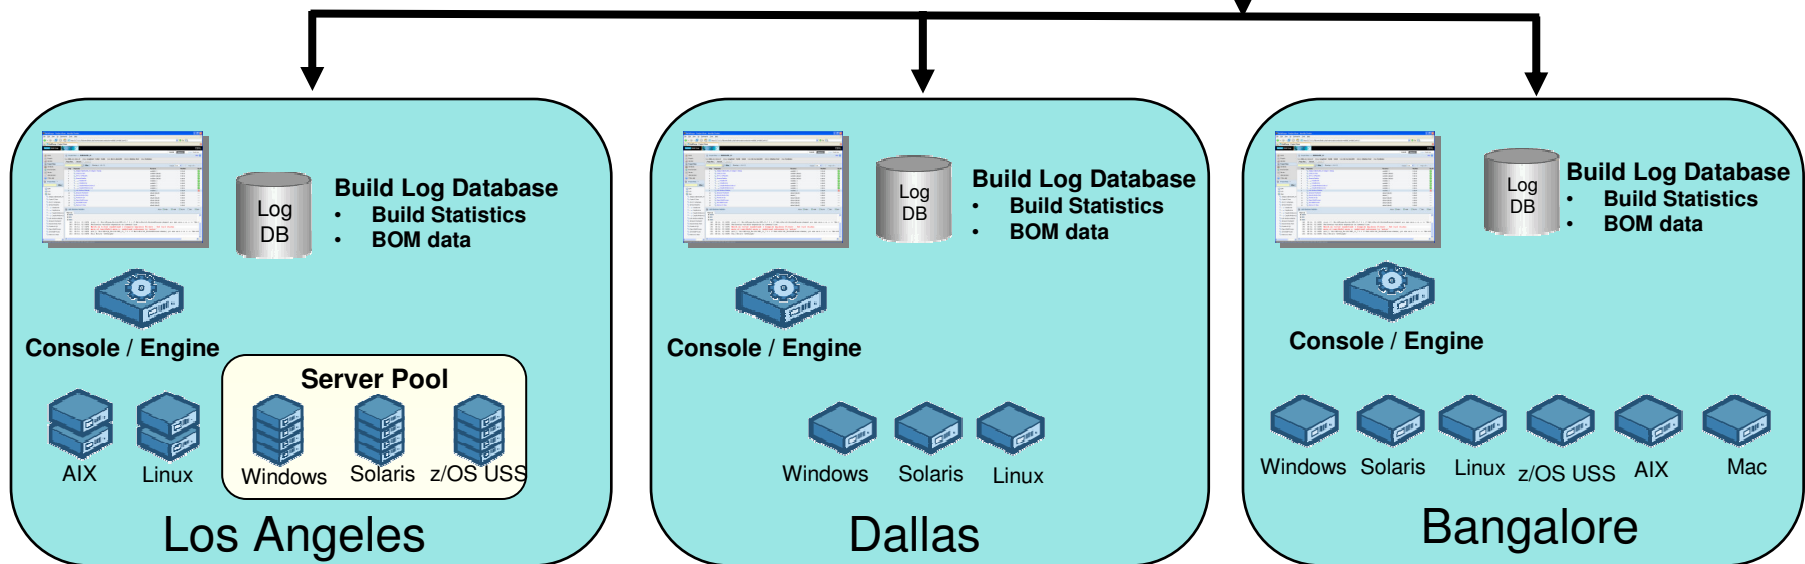 Log
DB
Build Log Database
• Build Statistics
• BOM data
Console / Engine
Server Pool
AIX
Linux
Windows
Solaris
z/OS USS
Los Angeles
Log
DB
Build Log Database
• Build Statistics
• BOM data
Console / Engine
Windows
Solaris
Linux
Dallas
Log
DB
Build Log Database
• Build Statistics
• BOM data
Console / Engine
Windows
Solaris
Linux
z/OS USS
AIX
Mac
Bangalore